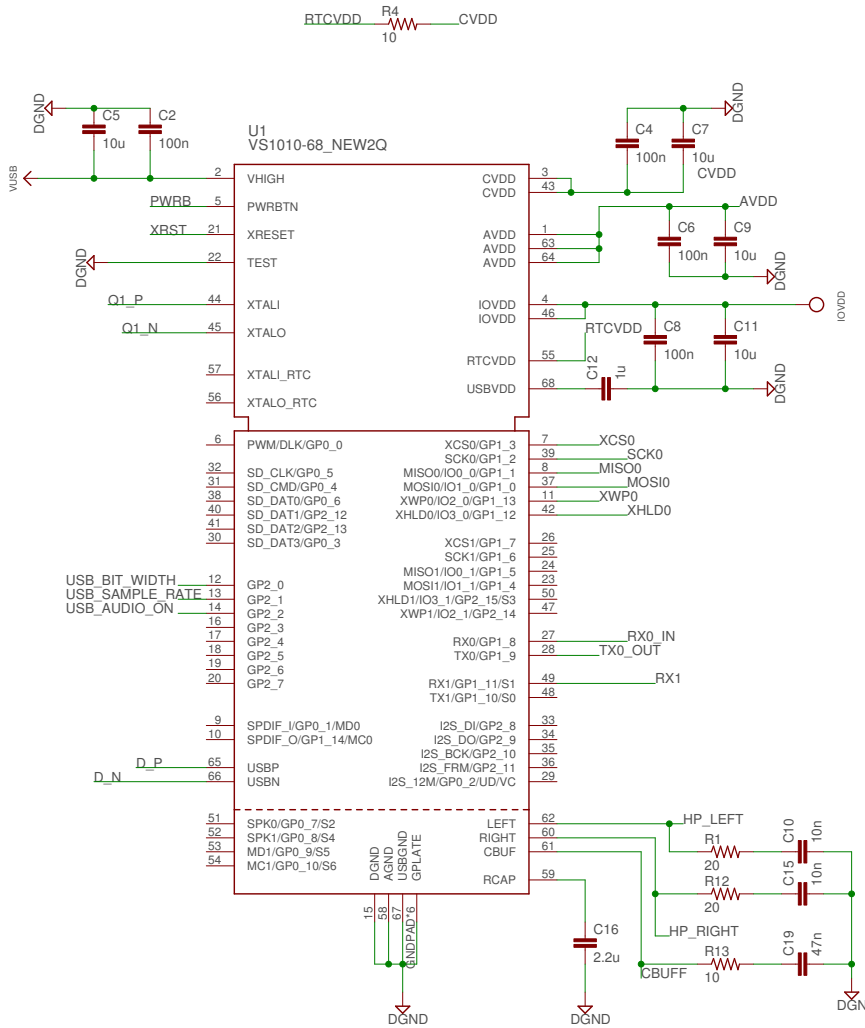 RTCVDD
R4
10
CVDD
DGND
C5
10u
C2
100n
VUSB
U1
VS1010-68_NEW2Q
C4
100n
C7
10u
CVDD
DGND
2 VHIGH
PWRB 5 PWRBTN
XRST 21 XRESET
DGND 22 TEST
Q1_P 44 XTALI
Q1_N 45 XTALO
57 XTALI_RTC
56 XTALO_RTC
CVDD 3
CVDD 43
AVDD 1
AVDD 63
AVDD 64
AVDD
C6
100n
C9
10u
DGND
IOVDD 4
IOVDD 46
IOVDD
RTCVDD
C8
100n
C11
10u
RTCVDD 55
USBVDD 68
C12
1u
DGND
6 PWM/DLK/GP0_0
32 SD_CLK/GP0_5
31 SD_CMD/GP0_4
38 SD_DAT0/GP0_6
40 SD_DAT1/GP2_12
41 SD_DAT2/GP2_13
30 SD_DAT3/GP0_3
USB_BIT_WIDTH 12 GP2_0
USB_SAMPLE_RATE 13 GP2_1
USB_AUDIO_ON 14 GP2_2
16 GP2_3
17 GP2_4
18 GP2_5
19 GP2_6
20 GP2_7
9 SPDIF_I/GP0_1/MD0
10 SPDIF_O/GP1_14/MC0
D_P 65 USBP
D_N 66 USBN
XCS0/GP1_3 7 XCS0
SCK0/GP1_2 39 SCK0
MISO0/IO0_0/GP1_1 8 MISO0
MOSI0/IO1_0/GP1_0 37 MOSI0
XWP0/IO2_0/GP1_13 11 XWP0
XHLD0/IO3_0/GP1_12 42 XHLD0
XCS1/GP1_7 26
SCK1/GP1_6 25
MISO1/IO0_1/GP1_5 24
MOSI1/IO1_1/GP1_4 23
XHLD1/IO3_1/GP2_15/S3 50
XWP1/IO2_1/GP2_14 47
RX0/GP1_8 27 RX0_IN
TX0/GP1_9 28 TX0_OUT
RX1/GP1_11/S1 49 RX1
TX1/GP1_10/S0 48
I2S_DI/GP2_8 33
I2S_DO/GP2_9 34
I2S_BCK/GP2_10 35
I2S_FRM/GP2_11 36
I2S_12M/GP0_2/UD/VC 29
51 SPK0/GP0_7/S2
52 SPK1/GP0_8/S4
53 MD1/GP0_9/S5
54 MC1/GP0_10/S6
DGND
AGND
USBGND
GPLATE
15
58
67
GNDPAD*6
DGND
LEFT 62 HP_LEFT
RIGHT 60
CBUF 61
RCAP 59
C16
2.2u
DGND
R1
20
C10
10n
R12
20
C15
10n
HP_RIGHT
R13
10
C19
47n
CBUFF
DGND